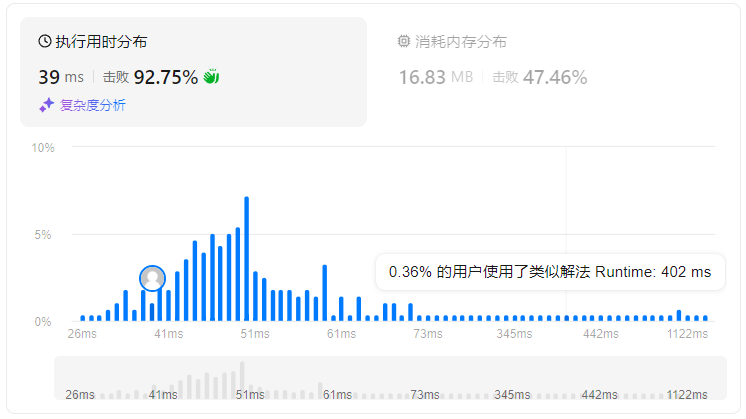 执行用时分布
39 ms 击败 92.75%
复杂度分析
消耗内存分布
16.83 MB 击败 47.46%
10%
5%
0%
0.36% 的用户使用了类似解法 Runtime: 402 ms
26ms 41ms 51ms 61ms 73ms 345ms 442ms 1122ms
26ms 41ms 51ms 61ms 73ms 345ms 442ms 1122ms